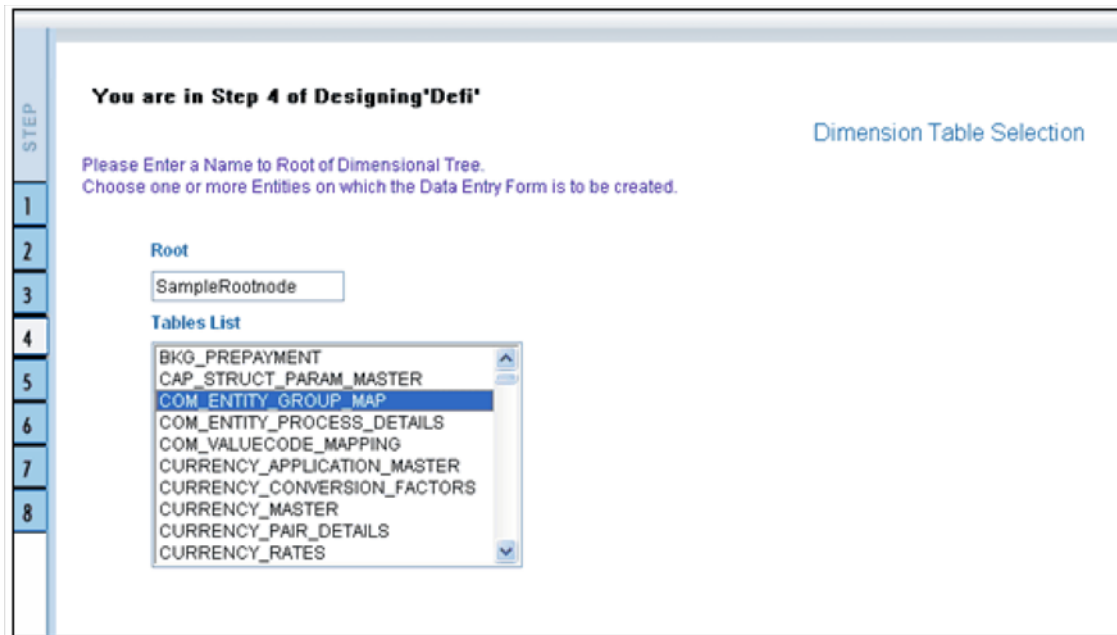 You are in Step 4 of Designing'Defi'
STEP
Dimension Table Selection
Please Enter a Name to Root of Dimensional Tree.
Choose one or more Entities on which the Data Entry Form is to be created.
1
2
3
4
5
6
7
8
Root
SampleRootnode
Tables List
BKG_PREPAYMENT
CAP_STRUCT_PARAM_MASTER
COM_ENTITY_GROUP_MAP
COM_ENTITY_PROCESS_DETAILS
COM_VALUECODE_MAPPING
CURRENCY_APPLICATION_MASTER
CURRENCY_CONVERSION_FACTORS
CURRENCY_MASTER
CURRENCY_PAIR_DETAILS
CURRENCY_RATES